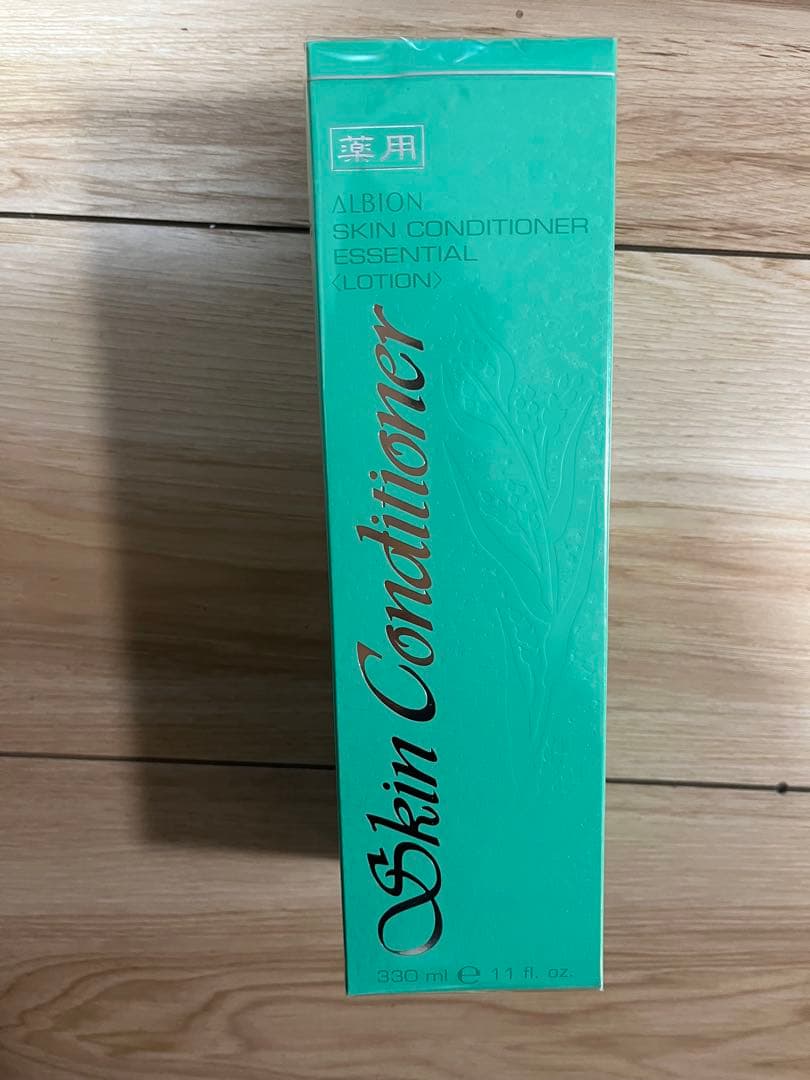 薬用
ALBION
SKIN CONDITIONER
ESSENTIAL
〈LOTION〉
Skin Conditioner
330 ml ℮ 11 fl. oz.